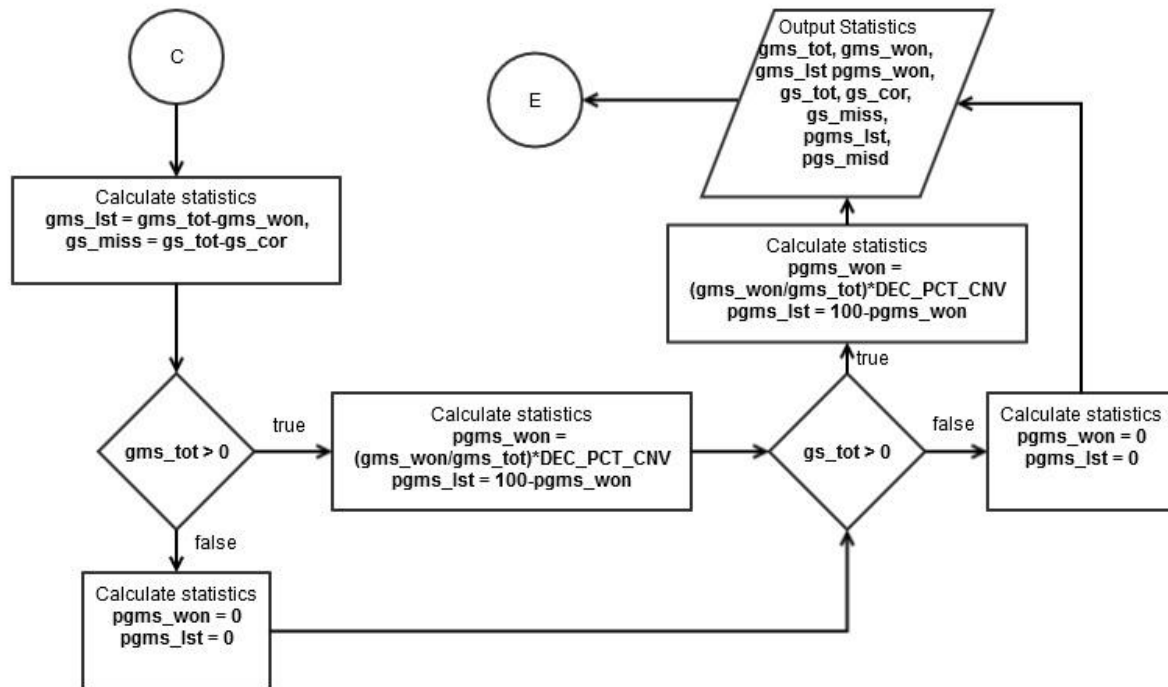 C
Calculate statistics
gms_lst = gms_tot-gms_won,
gs_miss = gs_tot-gs_cor
gms_tot > 0
true
false
Calculate statistics
pgms_won = 0
pgms_lst = 0
Calculate statistics
pgms_won =
(gms_won/gms_tot)*DEC_PCT_CNV
pgms_lst = 100-pgms_won
gs_tot > 0
true
false
Calculate statistics
pgms_won =
(gms_won/gms_tot)*DEC_PCT_CNV
pgms_lst = 100-pgms_won
Calculate statistics
pgms_won = 0
pgms_lst = 0
Output Statistics
gms_tot, gms_won,
gms_lst pgms_won,
gs_tot, gs_cor,
gs_miss,
pgms_lst,
pgs_misd
E